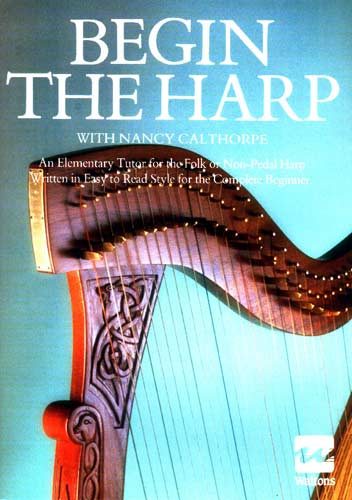 BEGIN
THE HARP
WITH NANCY CALTHORPE
An Elementary Tutor for the Folk or Non-Pedal Harp
Written in Easy to Read Style for the Complete Beginner
Waltons